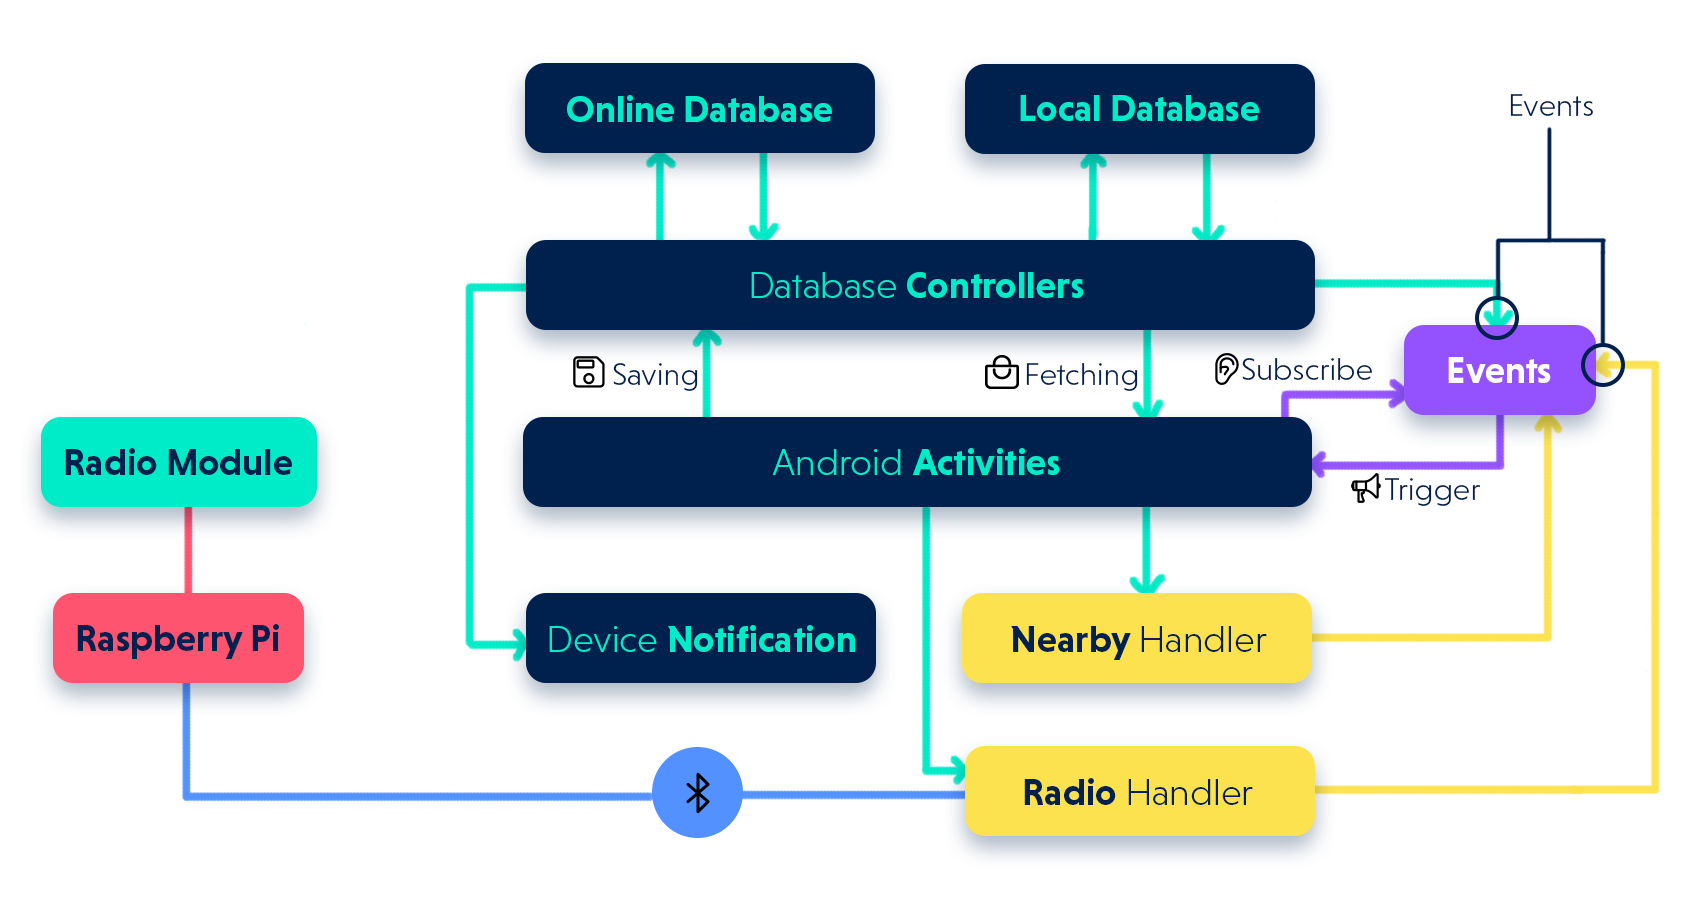 Online Database
Local Database
Events
Database Controllers
Saving
Fetching
Subscribe
Events
Radio Module
Android Activities
Trigger
Raspberry Pi
Device Notification
Nearby Handler
Radio Handler